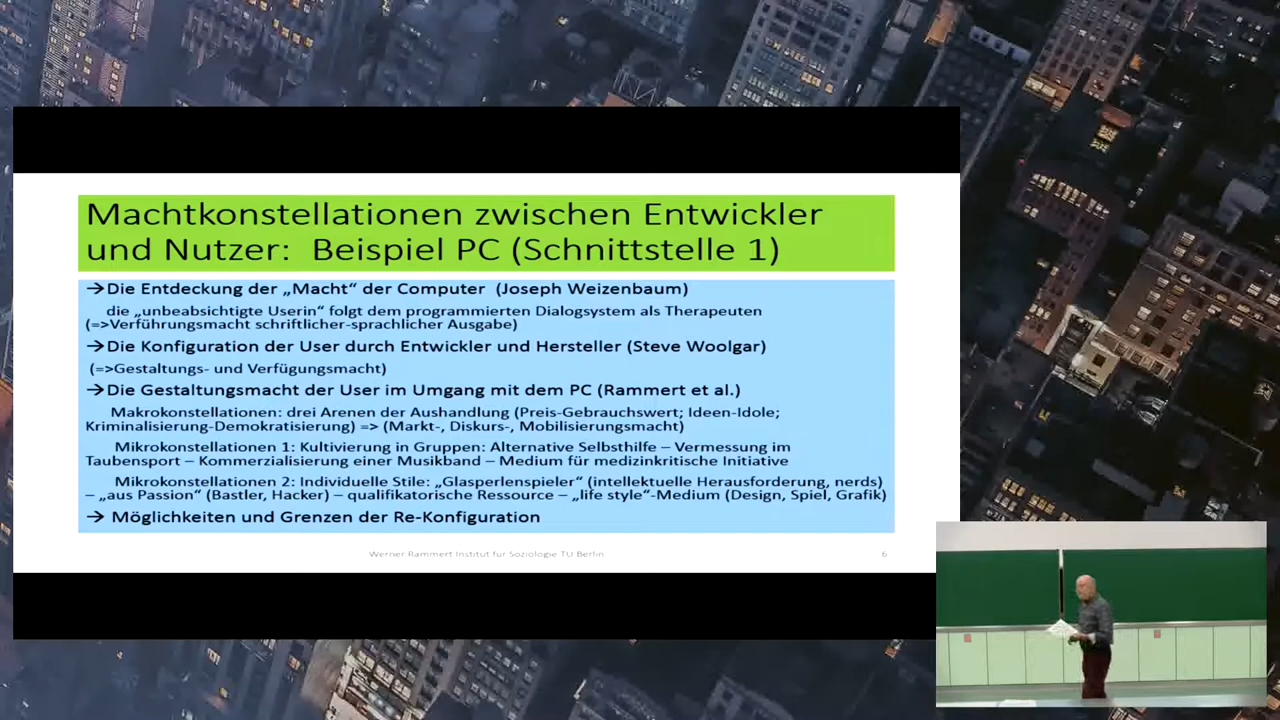 Machtkonstellationen zwischen Entwickler
und Nutzer: Beispiel PC (Schnittstelle 1)
→Die Entdeckung der „Macht“ der Computer (Joseph Weizenbaum)
die „unbeabsichtigte Userin“ folgt dem programmierten Dialogsystem als Therapeuten
(=>Verführungsmacht schriftlicher-sprachlicher Ausgabe)
→Die Konfiguration der User durch Entwickler und Hersteller (Steve Woolgar)
(=>Gestaltungs- und Verfügungsmacht)
→Die Gestaltungsmacht der User im Umgang mit dem PC (Rammert et al.)
Makrokonstellationen: drei Arenen der Aushandlung (Preis-Gebrauchswert; Ideen-Idole;
Kriminalisierung-Demokratisierung) => (Markt-, Diskurs-, Mobilisierungsmacht)
Mikrokonstellationen 1: Kultivierung in Gruppen: Alternative Selbsthilfe – Vermessung im
Taubensport – Kommerzialisierung einer Musikband – Medium für medizinkritische Initiative
Mikrokonstellationen 2: Individuelle Stile: „Glasperlenspieler“ (intellektuelle Herausforderung, nerds)
– „aus Passion“ (Bastler, Hacker) – qualifikatorische Ressource – „life style“-Medium (Design, Spiel, Grafik)
→ Möglichkeiten und Grenzen der Re-Konfiguration
Werner Rammert Institut für Soziologie TU Berlin
6